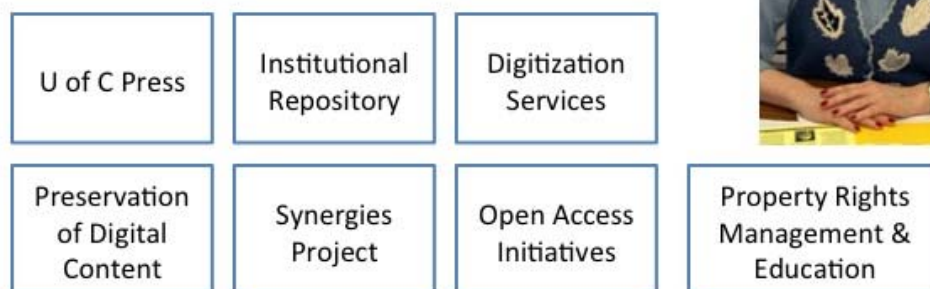 U of C Press
Institutional
Repository
Digitization
Services
Preservation
of Digital
Content
Synergies
Project
Open Access
Initiatives
Property Rights
Management &
Education